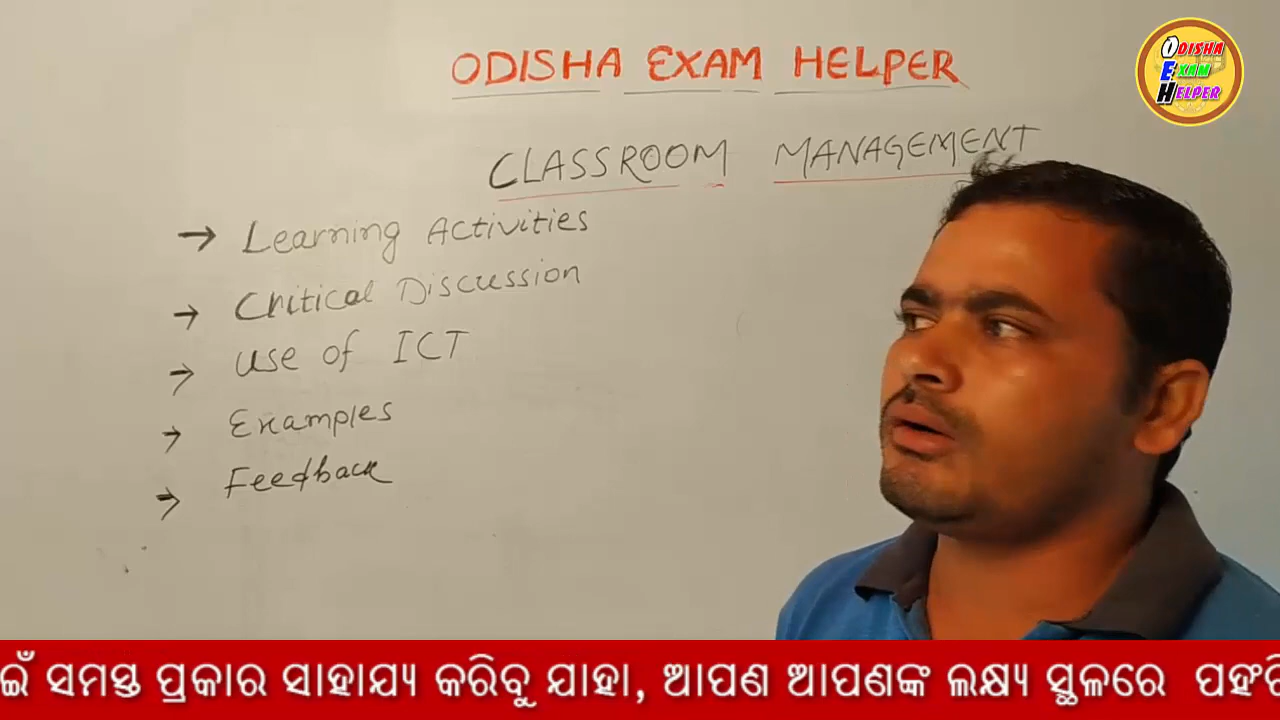 ODISHA EXAM HELPER
ODISHA
EXAM
HELPER
CLASSROOM MANAGEMENT
→ Learning Activities
→ Critical Discussion
→ Use of ICT
→ Examples
→ Feedback
ସମସ୍ତ ପ୍ରକାର ସାହାଯ୍ୟ କରିବୁ ଯାହା, ଆପଣ ଆପଣଙ୍କ ଲକ୍ଷ୍ୟ ସ୍ଥଳରେ